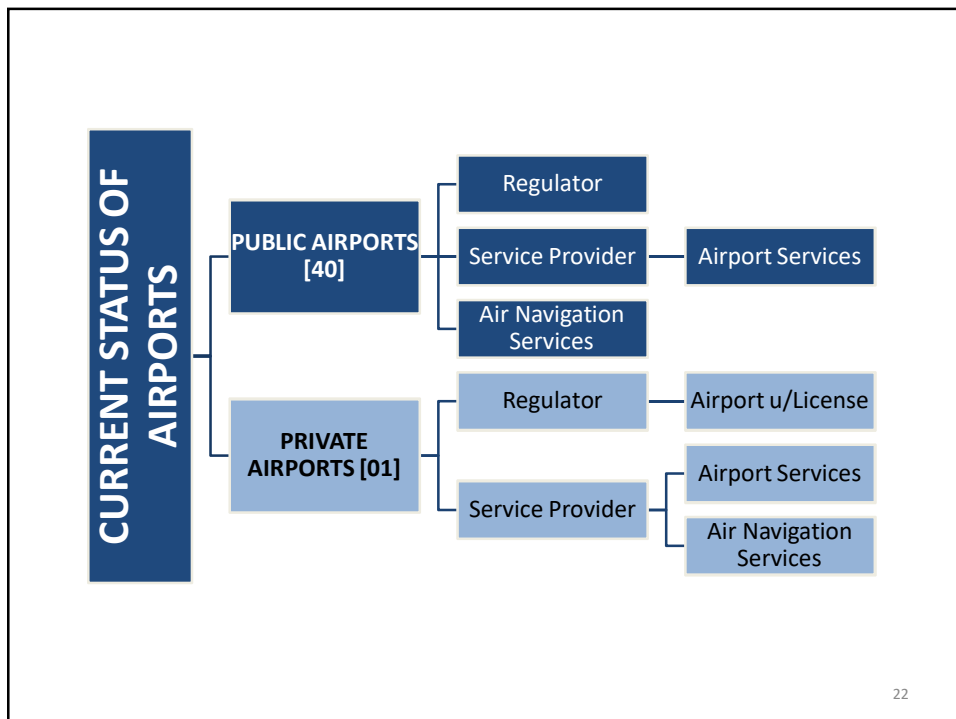 CURRENT STATUS OF
AIRPORTS
PUBLIC AIRPORTS
[40]
Regulator
Service Provider
Airport Services
Air Navigation
Services
PRIVATE
AIRPORTS [01]
Regulator
Airport u/License
Service Provider
Airport Services
Air Navigation
Services
22